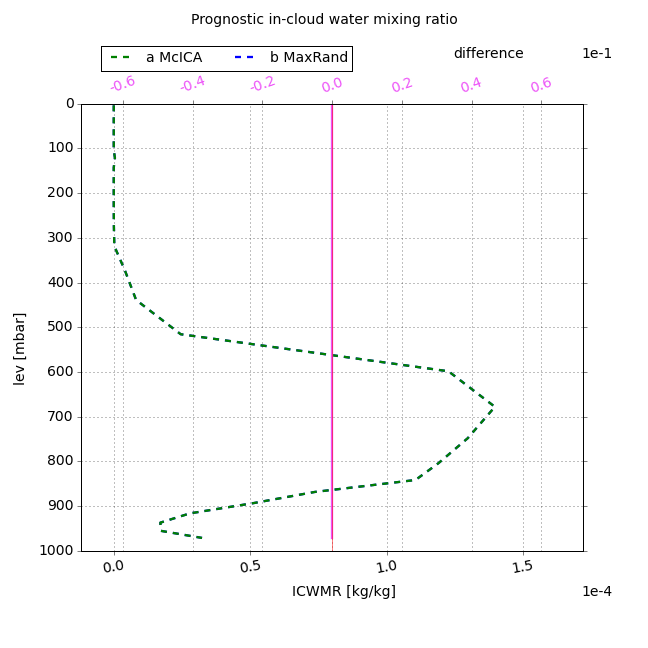 Prognostic in-cloud water mixing ratio
a McICA b MaxRand
difference 1e-1
-0.6 -0.4 -0.2 0.0 0.2 0.4 0.6
0
100
200
300
400
500
600
700
800
900
1000
lev [mbar]
0.0 0.5 1.0 1.5
ICWMR [kg/kg] 1e-4